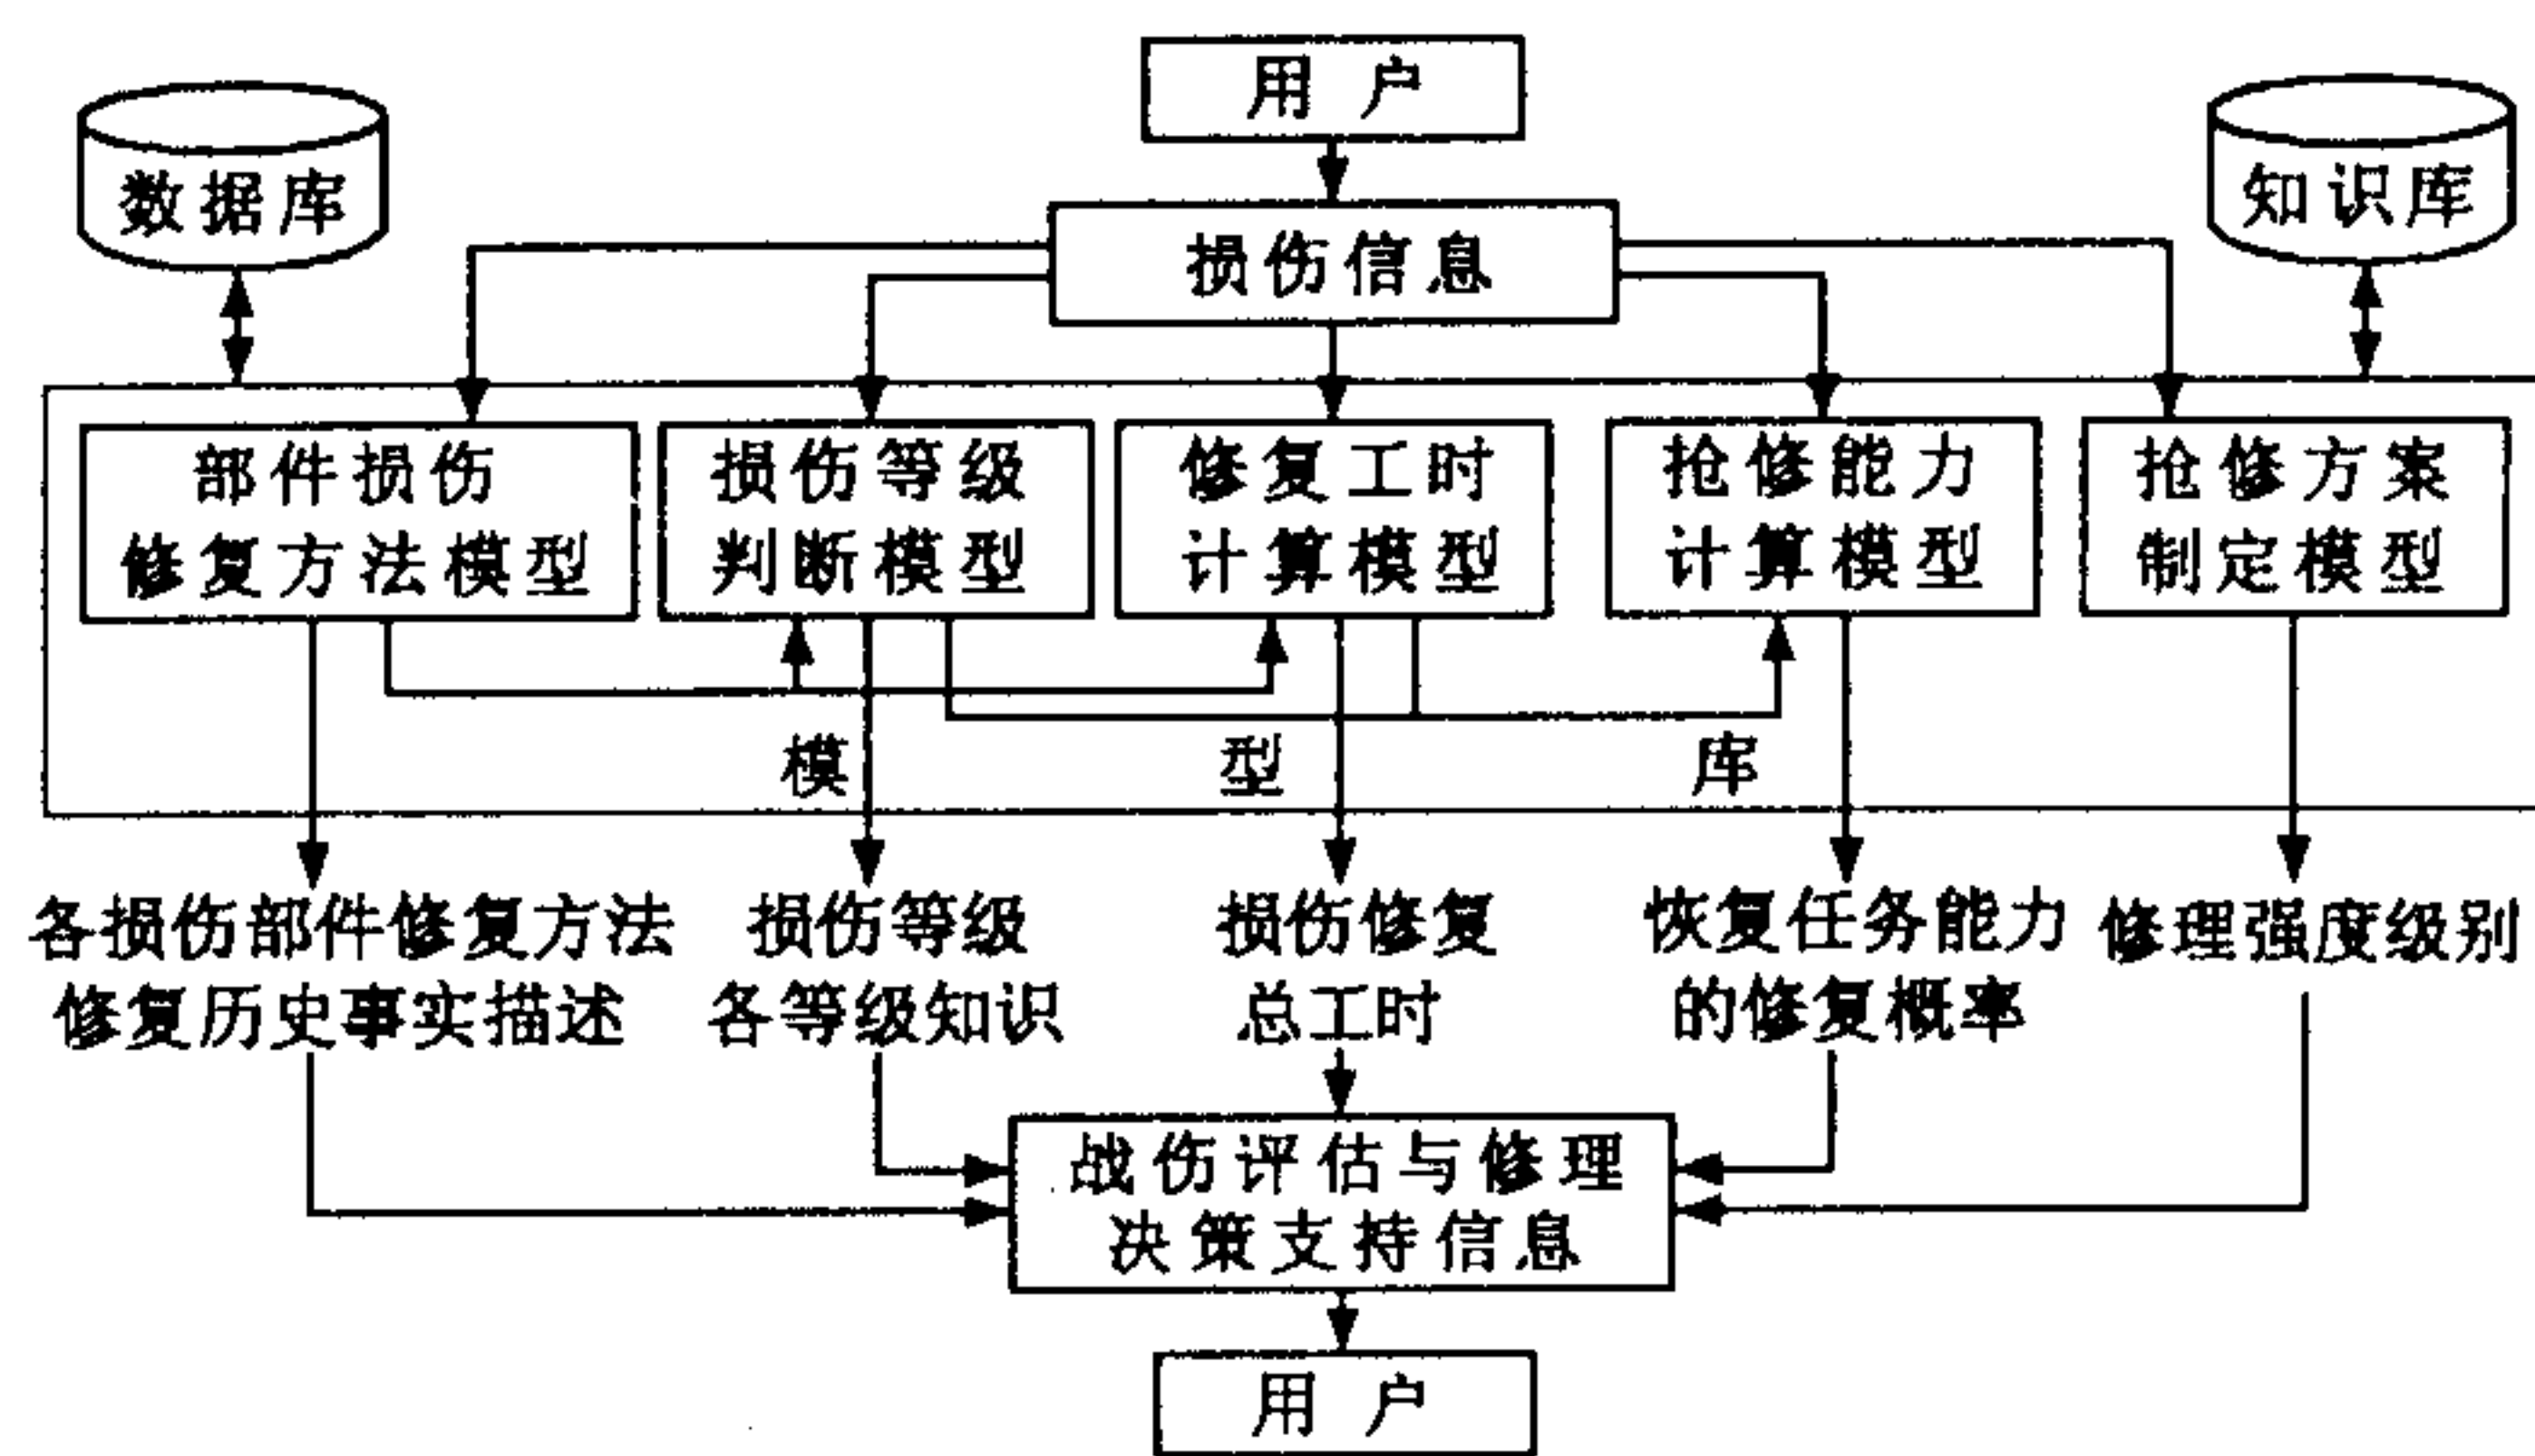 用户
数据库
知识库
损伤信息
部件损伤
修复方法模型
损伤等级
判断模型
修复工时
计算模型
抢修能力
计算模型
抢修方案
制定模型
模型库
各损伤部件修复方法
修复历史事实描述
损伤等级
各等级知识
损伤修复
总工时
恢复任务能力
的修复概率
修理强度级别
战伤评估与修理
决策支持信息
用户